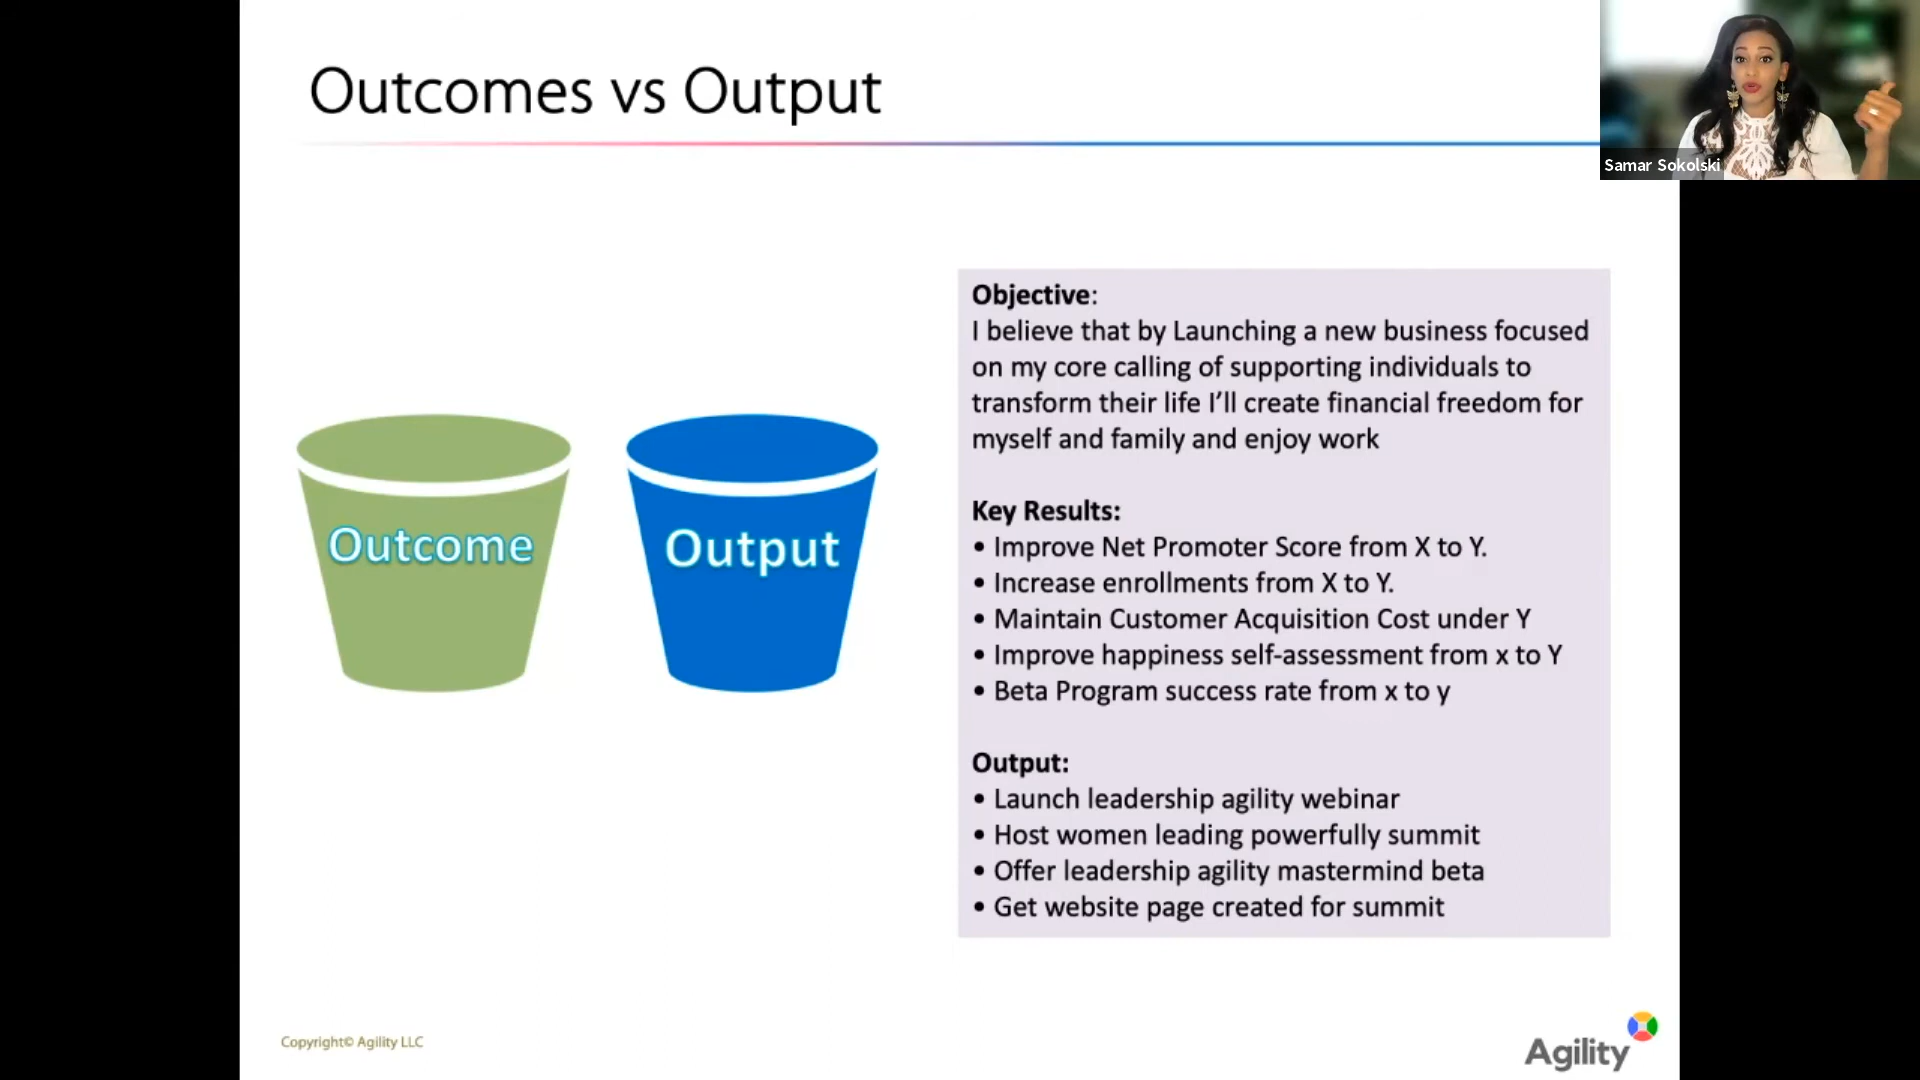 Outcomes vs Output
Samar Sokolski
Outcome
Output
Objective:
I believe that by Launching a new business focused
on my core calling of supporting individuals to
transform their life I’ll create financial freedom for
myself and family and enjoy work
Key Results:
• Improve Net Promoter Score from X to Y.
• Increase enrollments from X to Y.
• Maintain Customer Acquisition Cost under Y
• Improve happiness self-assessment from x to Y
• Beta Program success rate from x to y
Output:
• Launch leadership agility webinar
• Host women leading powerfully summit
• Offer leadership agility mastermind beta
• Get website page created for summit
Copyright© Agility LLC
Agility